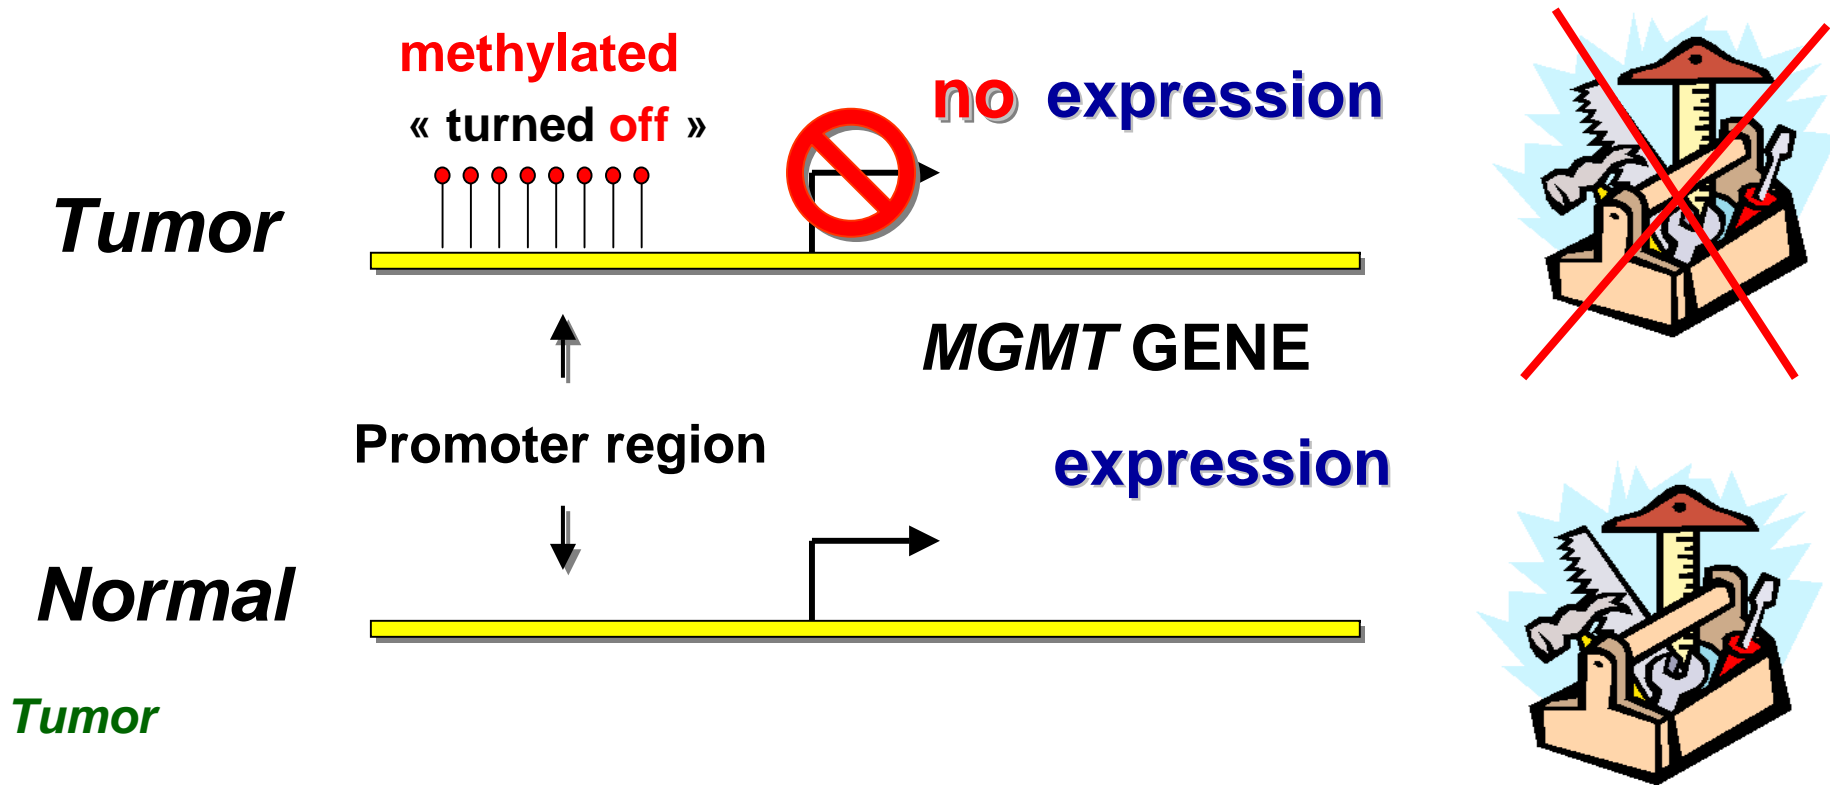 methylated
« turned off »
no expression
Tumor
MGMT GENE
Promoter region
expression
Normal
Tumor